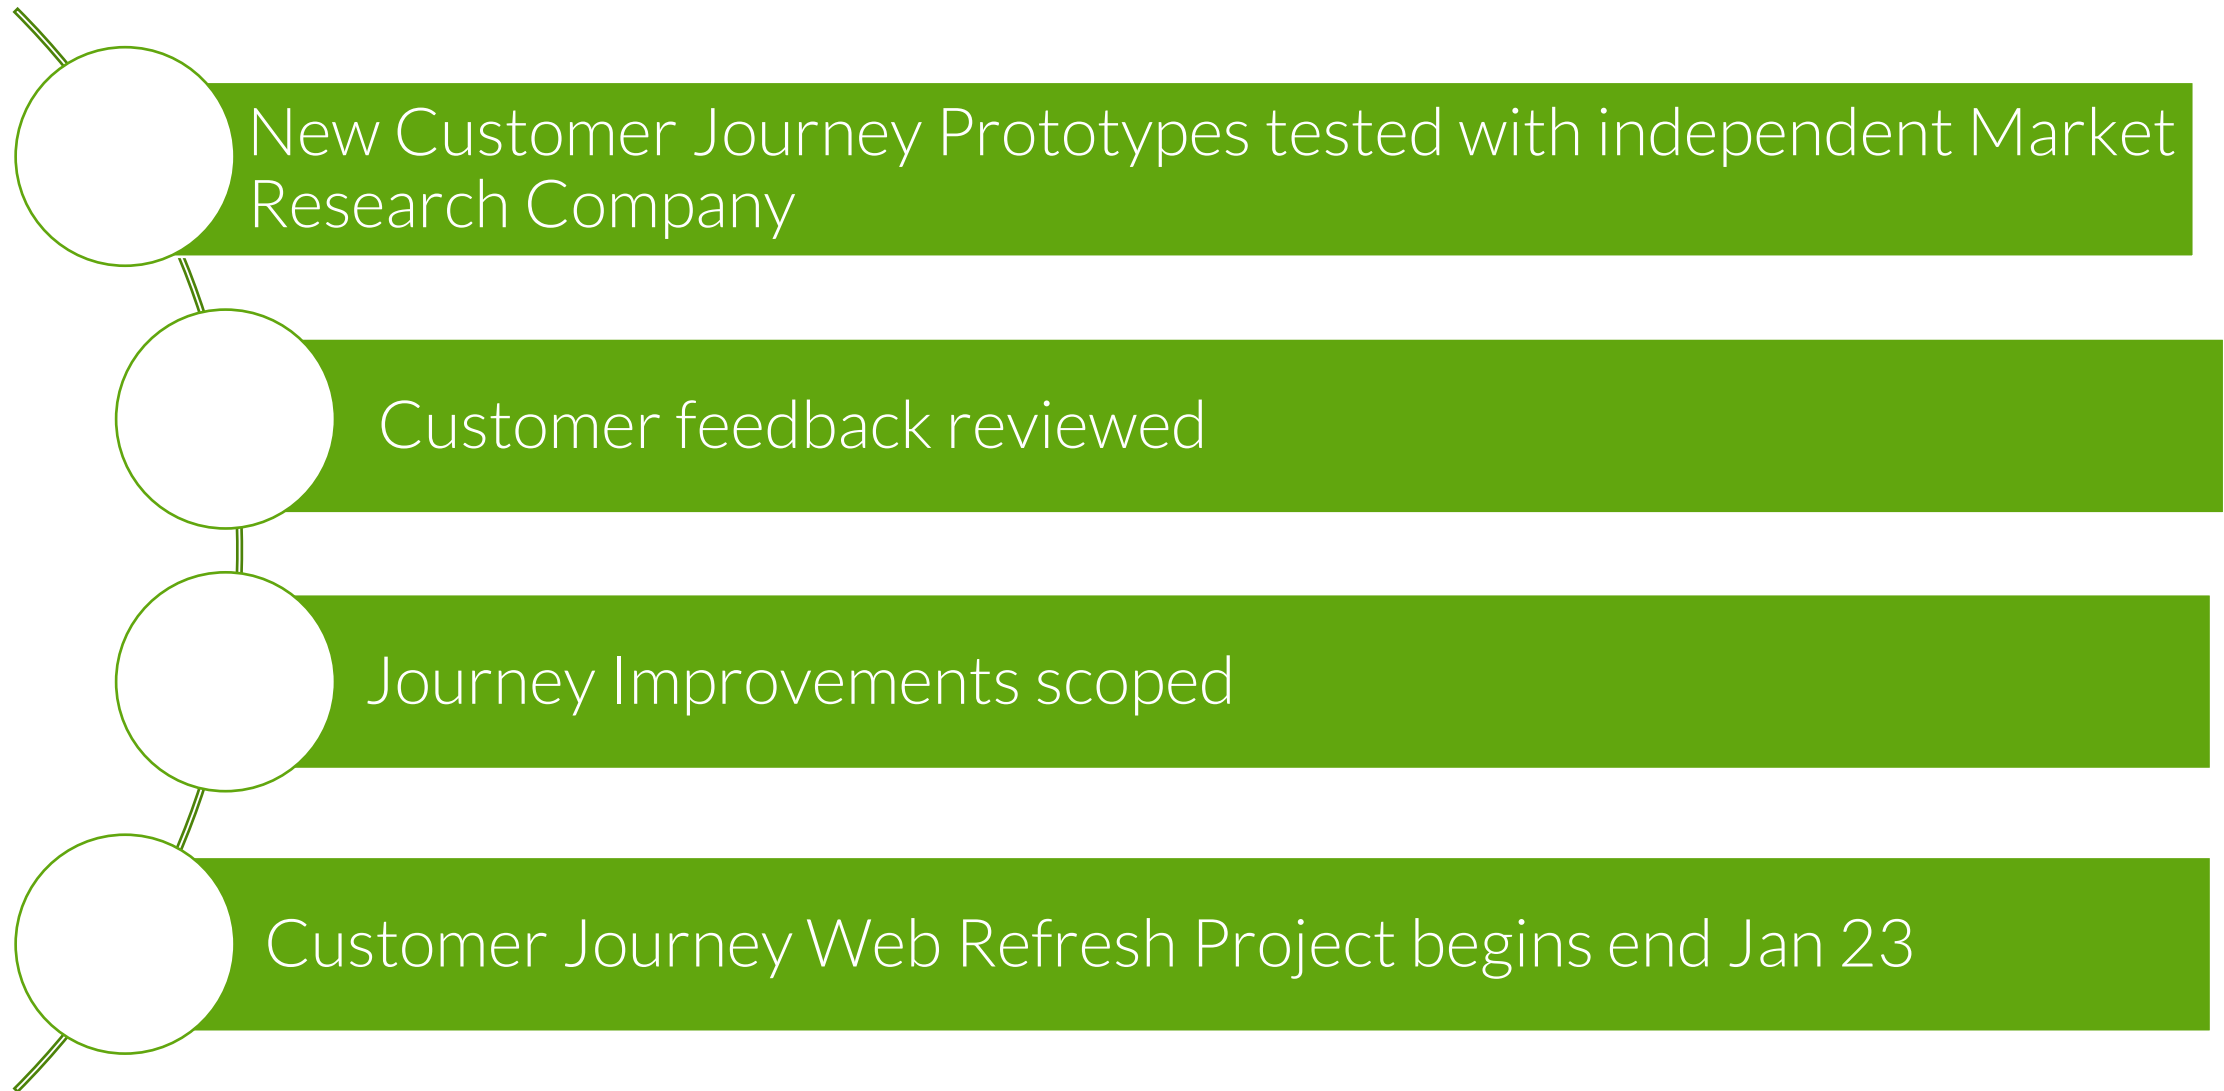 New Customer Journey Prototypes tested with independent Market
Research Company
Customer feedback reviewed
Journey Improvements scoped
Customer Journey Web Refresh Project begins end Jan 23